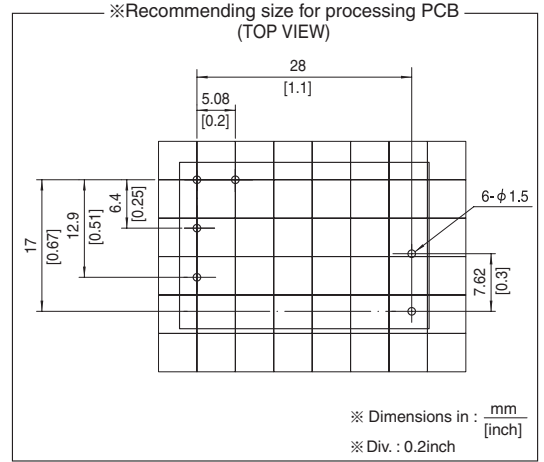 ※Recommending size for processing PCB
(TOP VIEW)
28
[1.1]
5.08
[0.2]
6-ϕ1.5
17
[0.67]
12.9
[0.51]
6.4
[0.25]
7.62
[0.3]
※ Dimensions in : mm
[inch]
※Div. : 0.2inch